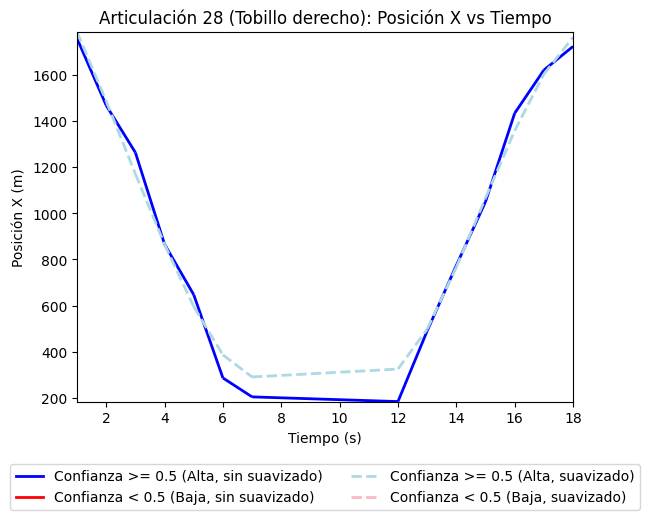 Articulación 28 (Tobillo derecho): Posición X vs Tiempo
Posición X (m)
1600
1400
1200
1000
800
600
400
200
2 4 6 8 10 12 14 16 18
Tiempo (s)
Confianza >= 0.5 (Alta, sin suavizado)
Confianza < 0.5 (Baja, sin suavizado)
Confianza >= 0.5 (Alta, suavizado)
Confianza < 0.5 (Baja, suavizado)